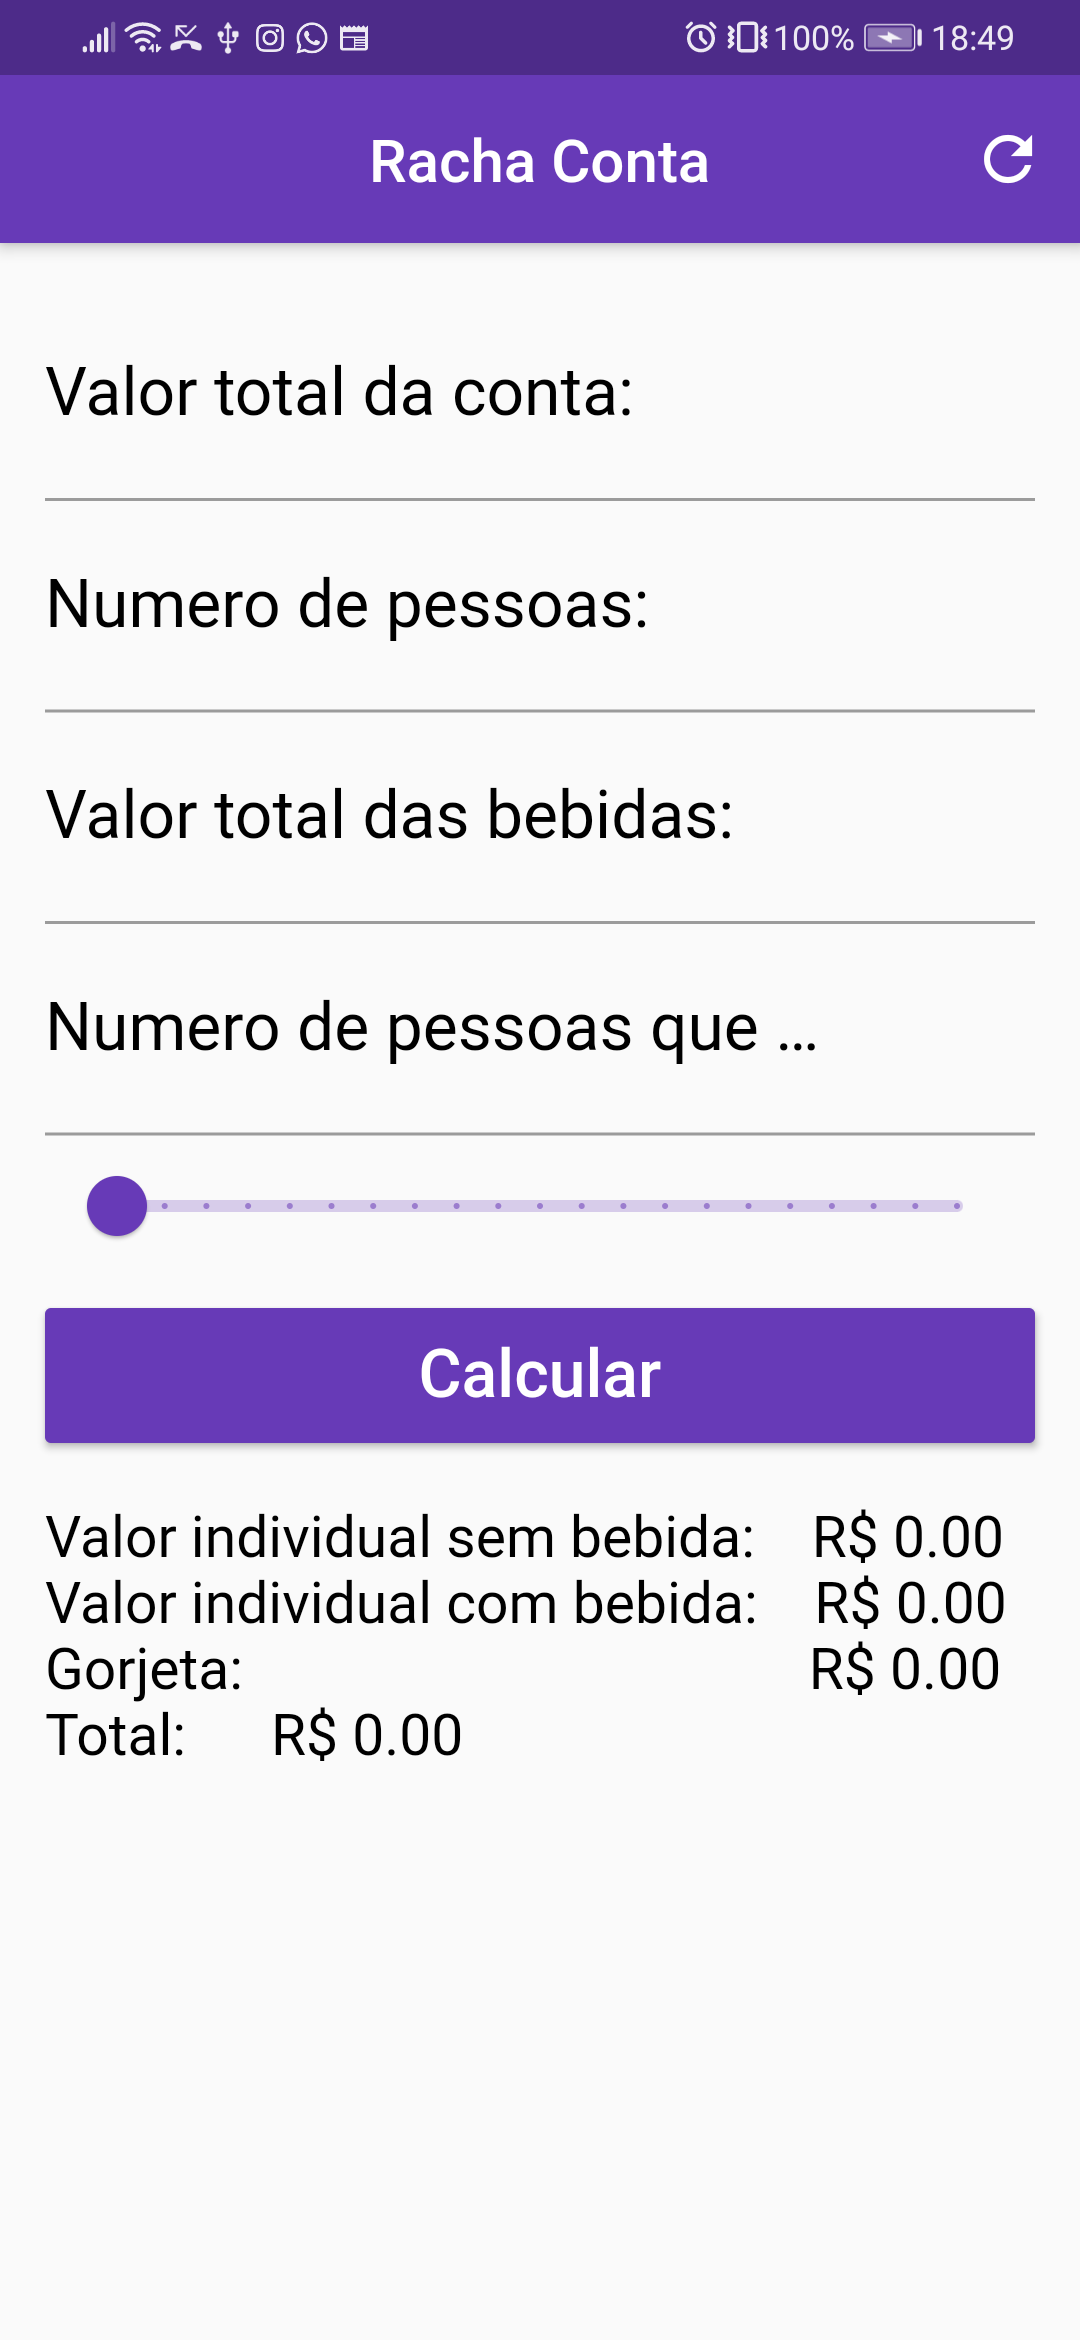 100% 18:49
Racha Conta
Valor total da conta:
Numero de pessoas:
Valor total das bebidas:
Numero de pessoas que ...
Calcular
Valor individual sem bebida: R$ 0.00
Valor individual com bebida: R$ 0.00
Gorjeta: R$ 0.00
Total: R$ 0.00